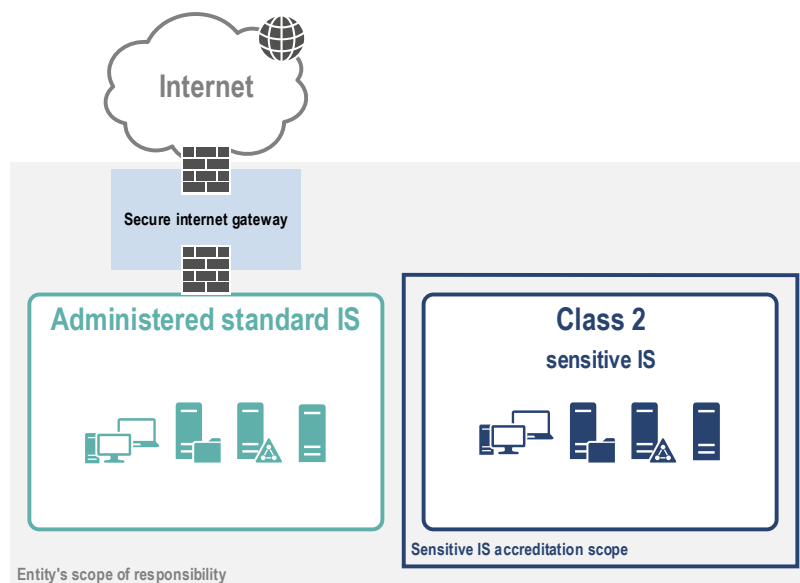 Internet
Secure internet gateway
Administered standard IS
Class 2
sensitive IS
Sensitive IS accreditation scope
Entity's scope of responsibility